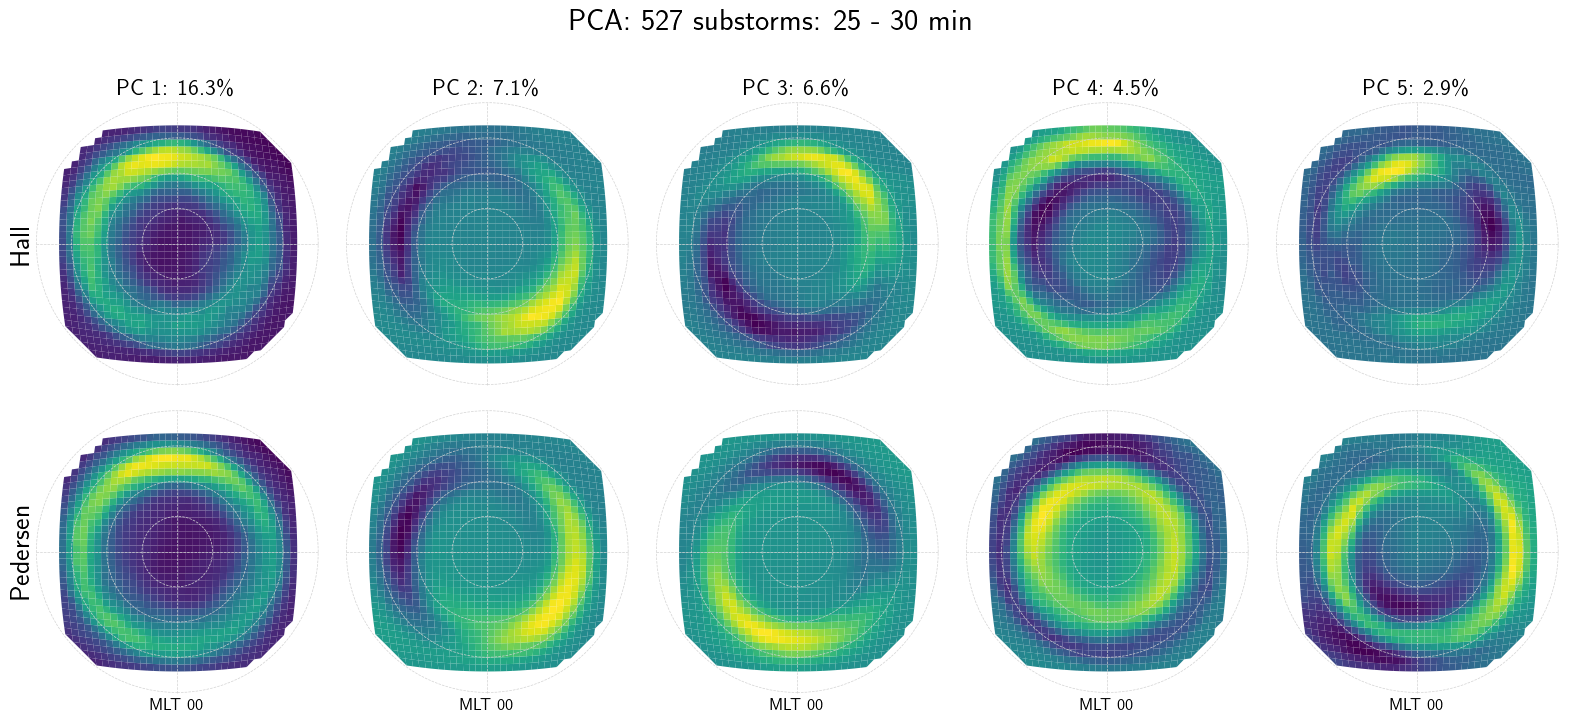 PCA: 527 substorms: 25 - 30 min
PC 1: 16.3%
PC 2: 7.1%
PC 3: 6.6%
PC 4: 4.5%
PC 5: 2.9%
Hall
Pedersen
MLT 00
MLT 00
MLT 00
MLT 00
MLT 00